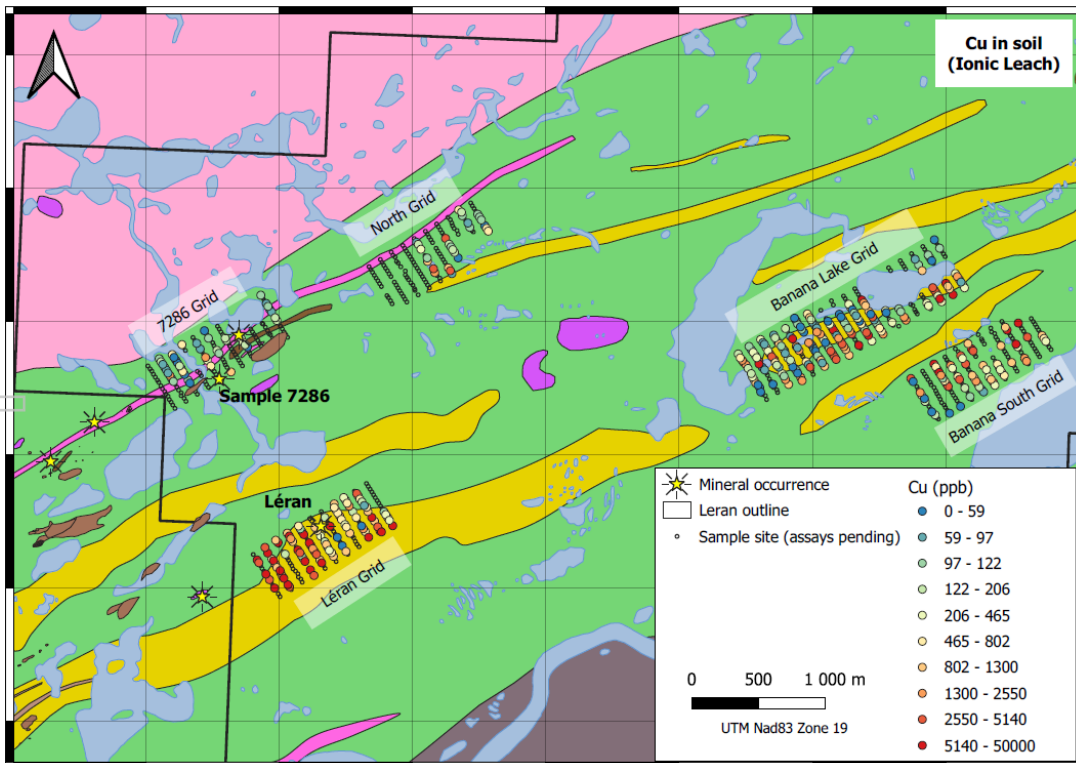 Cu in soil
(Ionic Leach)
North Grid
7286 Grid
Banana Lake Grid
Sample 7286
Banana South Grid
Léran
Léran Grid
Mineral occurrence
Leran outline
Sample site (assays pending)
Cu (ppb)
0 - 59
59 - 97
97 - 122
122 - 206
206 - 465
465 - 802
802 - 1300
1300 - 2550
2550 - 5140
5140 - 50000
0 500 1 000 m
UTM Nad83 Zone 19